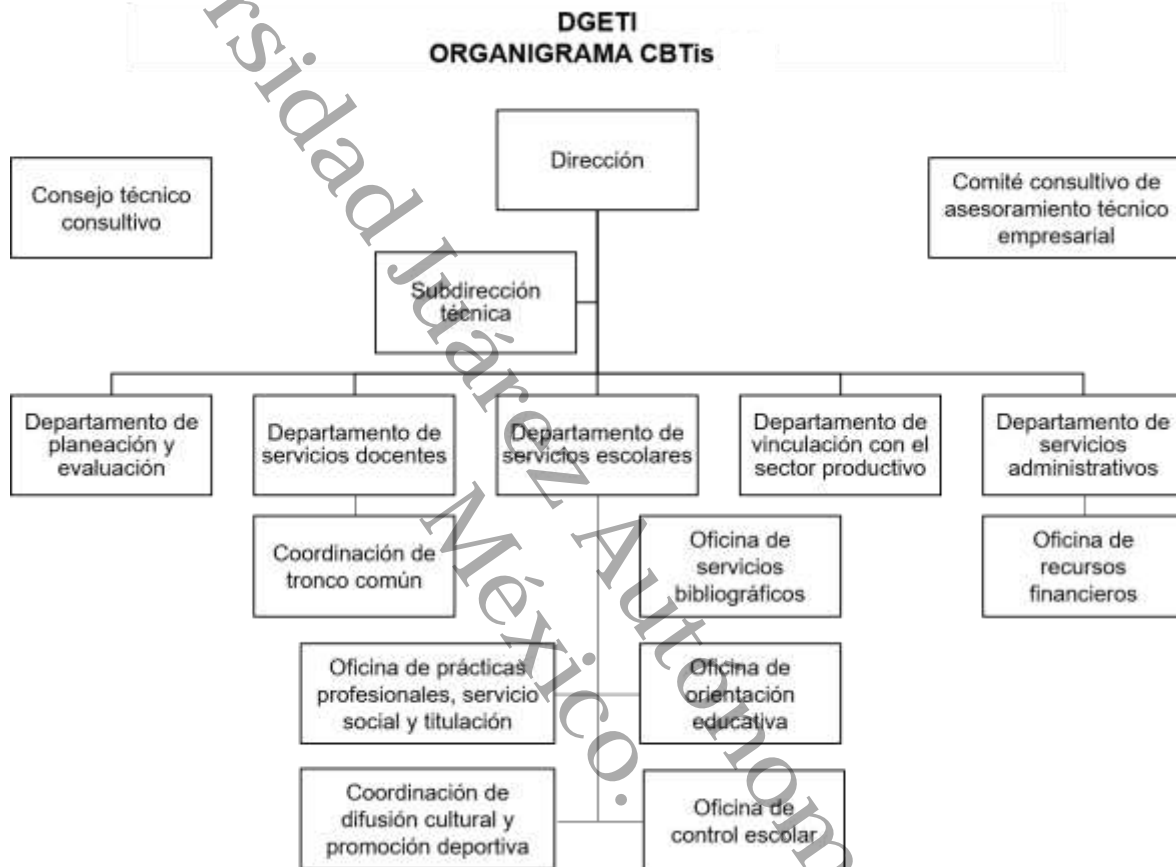 DGETI
ORGANIGRAMA CBTis
Dirección
Consejo técnico
consultivo
Comité consultivo de
asesoramiento técnico
empresarial
Subdirección
técnica
Departamento de
planeación y
evaluación
Departamento de
servicios docentes
Departamento de
servicios escolares
Departamento de
vinculación con el
sector productivo
Departamento de
servicios
administrativos
Coordinación de
tronco común
Oficina de
servicios
bibliográficos
Oficina de
recursos
financieros
Oficina de prácticas
profesionales, servicio
social y titulación
Oficina de
orientación
educativa
Coordinación de
difusión cultural y
promoción deportiva
Oficina de
control escolar
Juárez
México.